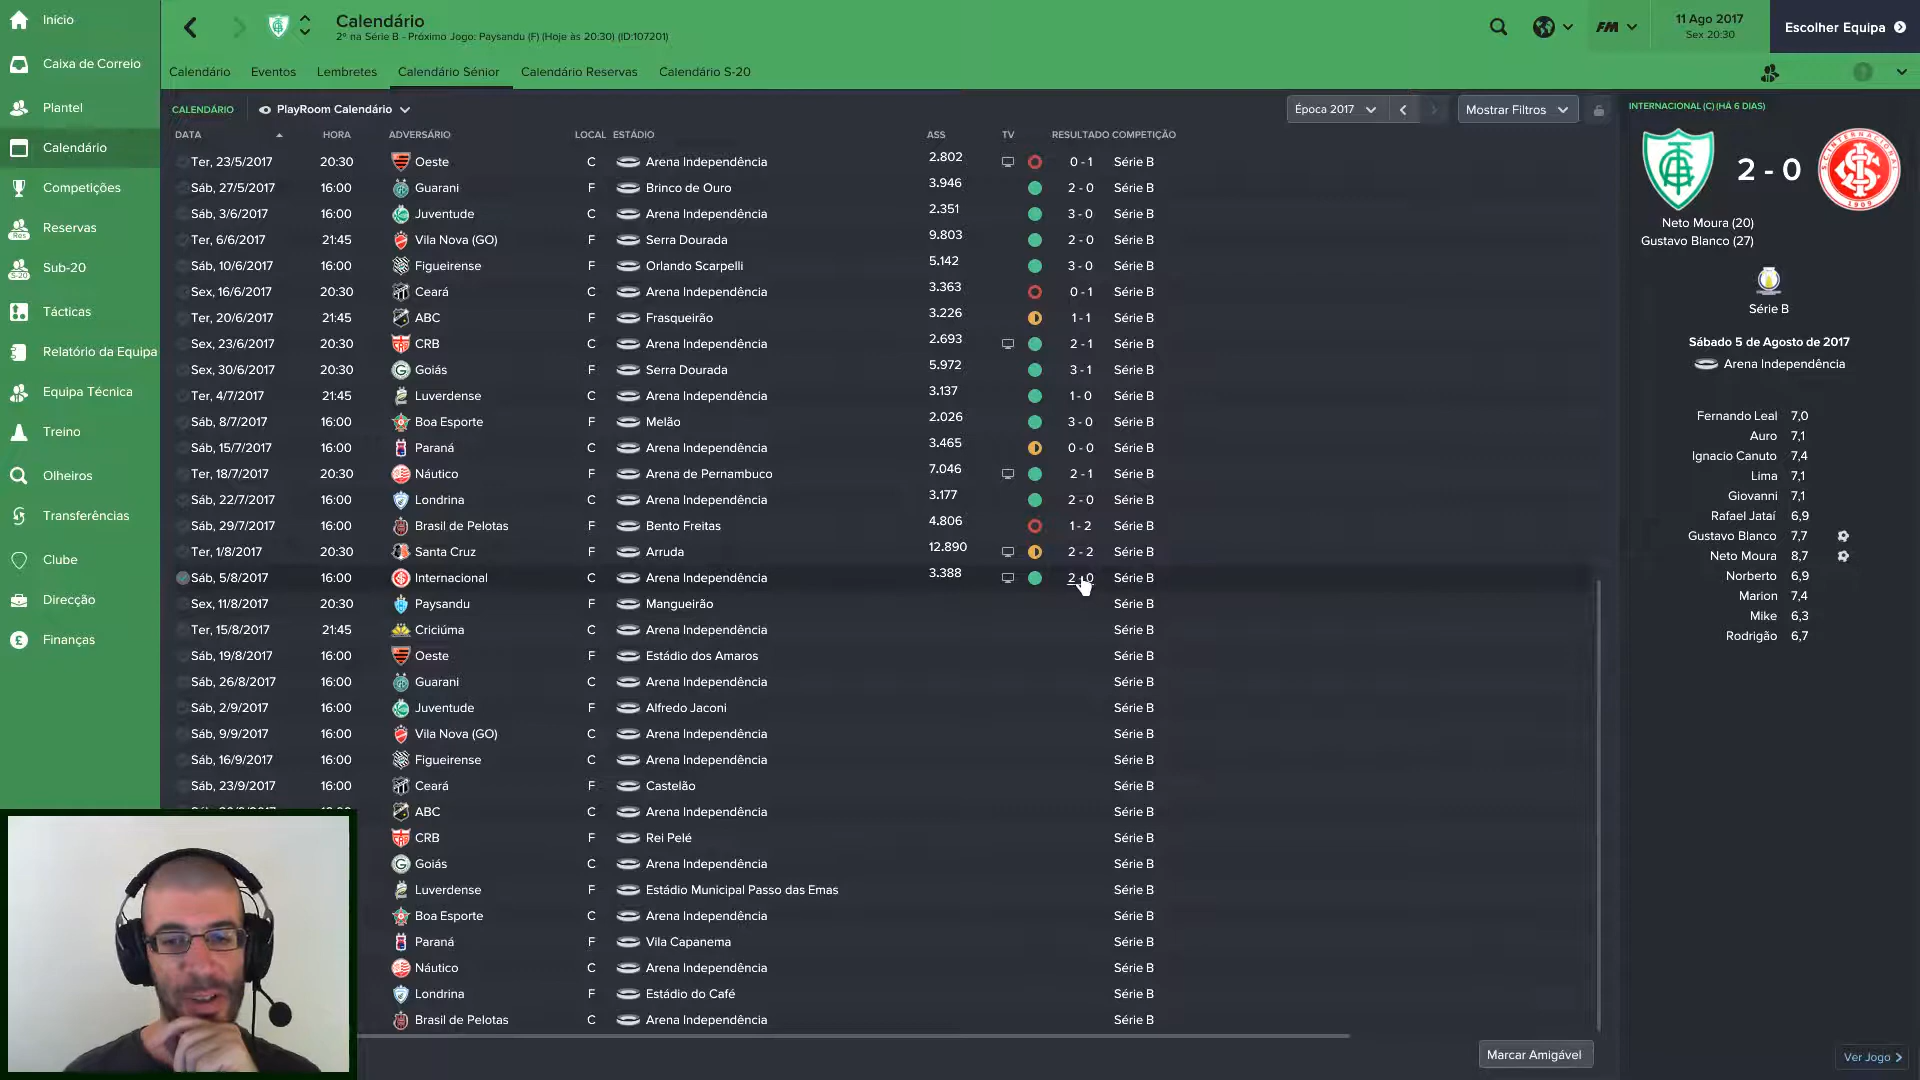 Início
Caixa de Correio
Plantel
Calendário
Competições
Reservas
Sub-20
Tácticas
Relatório da Equipa
Equipa Técnica
Treino
Olheiros
Transferências
Clube
Direcção
Finanças
Calendário
2º na Série B - Próximo Jogo: Paysandu (F) (Hoje às 20:30) (ID:107201)
FM
11 Ago 2017
Sex 20:30
Escolher Equipa
Calendário Eventos Lembretes Calendário Sénior Calendário Reservas Calendário S-20
CALENDÁRIO PlayRoom Calendário Época 2017 Mostrar Filtros
DATA HORA ADVERSÁRIO LOCAL ESTÁDIO ASS TV RESULTADO COMPETIÇÃO
Ter, 23/5/2017 20:30 Oeste C Arena Independência 2.802 0 - 1 Série B
Sáb, 27/5/2017 16:00 Guarani F Brinco de Ouro 3.946 2 - 0 Série B
Sáb, 3/6/2017 16:00 Juventude C Arena Independência 2.351 3 - 0 Série B
Ter, 6/6/2017 21:45 Vila Nova (GO) F Serra Dourada 9.803 2 - 0 Série B
Sáb, 10/6/2017 16:00 Figueirense F Orlando Scarpelli 5.142 3 - 0 Série B
Sex, 16/6/2017 20:30 Ceará C Arena Independência 3.363 0 - 1 Série B
Ter, 20/6/2017 21:45 ABC F Frasqueirão 3.226 1 - 1 Série B
Sex, 23/6/2017 20:30 CRB C Arena Independência 2.693 2 - 1 Série B
Sex, 30/6/2017 20:30 Goiás F Serra Dourada 5.972 3 - 1 Série B
Ter, 4/7/2017 21:45 Luverdense C Arena Independência 3.137 1 - 0 Série B
Sáb, 8/7/2017 16:00 Boa Esporte F Melão 2.026 3 - 0 Série B
Sáb, 15/7/2017 16:00 Paraná C Arena Independência 3.465 0 - 0 Série B
Ter, 18/7/2017 20:30 Náutico F Arena de Pernambuco 7.046 2 - 1 Série B
Sáb, 22/7/2017 16:00 Londrina C Arena Independência 3.177 2 - 0 Série B
Sáb, 29/7/2017 16:00 Brasil de Pelotas F Bento Freitas 4.806 1 - 2 Série B
Ter, 1/8/2017 20:30 Santa Cruz F Arruda 12.890 2 - 2 Série B
Sáb, 5/8/2017 16:00 Internacional C Arena Independência 3.388 2 - 0 Série B
Sex, 11/8/2017 20:30 Paysandu F Mangueirão Série B
Ter, 15/8/2017 21:45 Criciúma C Arena Independência Série B
Sáb, 19/8/2017 16:00 Oeste F Estádio dos Amaros Série B
Sáb, 26/8/2017 16:00 Guarani C Arena Independência Série B
Sáb, 2/9/2017 16:00 Juventude F Alfredo Jaconi Série B
Sáb, 9/9/2017 16:00 Vila Nova (GO) C Arena Independência Série B
Sáb, 16/9/2017 16:00 Figueirense C Arena Independência Série B
Sáb, 23/9/2017 16:00 Ceará F Castelão Série B
ABC C Arena Independência Série B
CRB F Rei Pelé Série B
Goiás C Arena Independência Série B
Luverdense F Estádio Municipal Passo das Emas Série B
Boa Esporte C Arena Independência Série B
Paraná F Vila Capanema Série B
Náutico C Arena Independência Série B
Londrina F Estádio do Café Série B
Brasil de Pelotas C Arena Independência Série B
Marcar Amigável
INTERNACIONAL (C) (HÁ 6 DIAS)
2 - 0
1909
Neto Moura (20)
Gustavo Blanco (27)
Série B
Sábado 5 de Agosto de 2017
Arena Independência
Fernando Leal 7,0
Auro 7,1
Ignacio Canuto 7,4
Lima 7,1
Giovanni 7,1
Rafael Jataí 6,9
Gustavo Blanco 7,7
Neto Moura 8,7
Norberto 6,9
Marion 7,4
Mike 6,3
Rodrigão 6,7
Ver Jogo